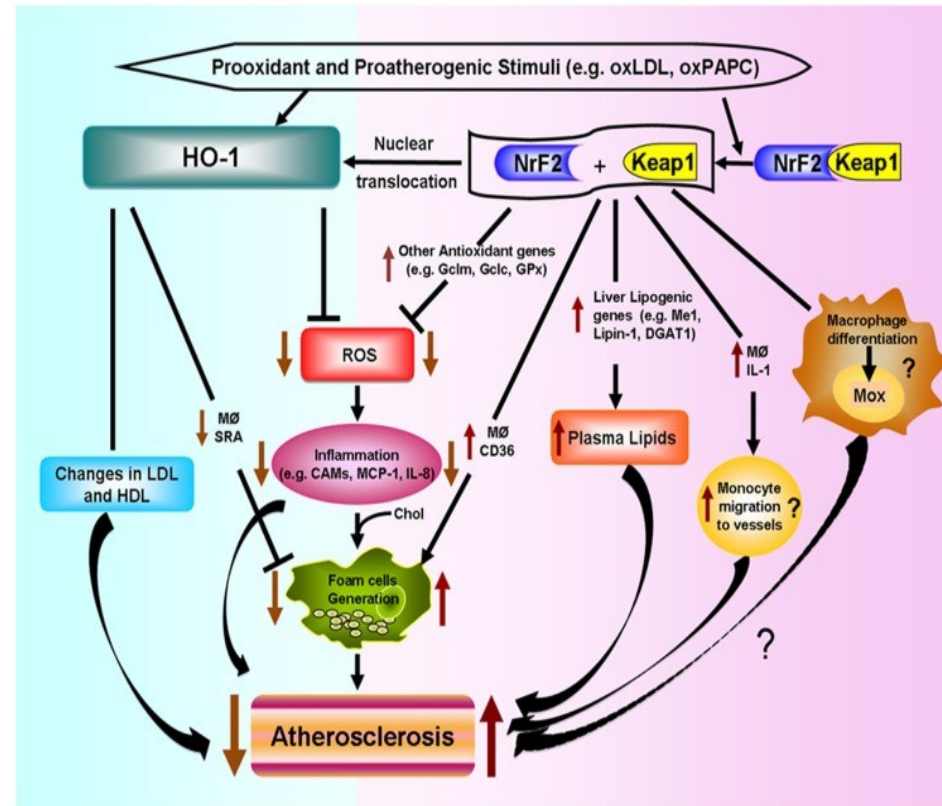 Prooxidant and Proatherogenic Stimuli (e.g. oxLDL, oxPAPC)
HO-1
Nuclear
translocation
NrF2
+
Keap1
NrF2
Keap1
Other Antioxidant genes
(e.g. Gclm, Gclc, GPx)
Liver Lipogenic
genes (e.g. Me1,
Lipin-1, DGAT1)
MØ
IL-1
Macrophage
differentiation
?
Mox
ROS
MØ
SRA
MØ
CD36
Plasma Lipids
Changes in LDL
and HDL
Inflammation
(e.g. CAMs, MCP-1, IL-8)
Monocyte
migration
to vessels
?
Chol
Foam cells
Generation
?
Atherosclerosis